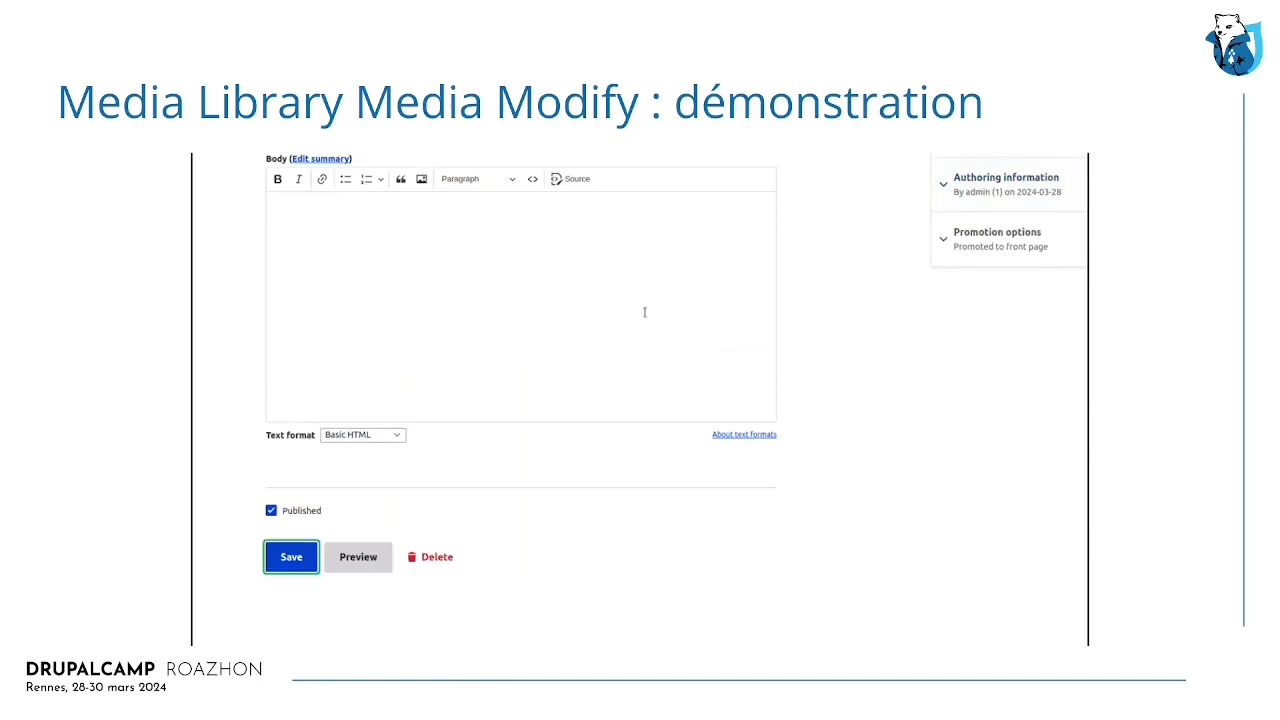 Media Library Media Modify : démonstration
Body (Edit summary)
Paragraph
Source
Authoring information
By admin (1) on 2024-03-28
Promotion options
Promoted to front page
Text format Basic HTML
About text formats
Published
Save Preview Delete
DRUPALCAMP ROAZHON
Rennes, 28-30 mars 2024